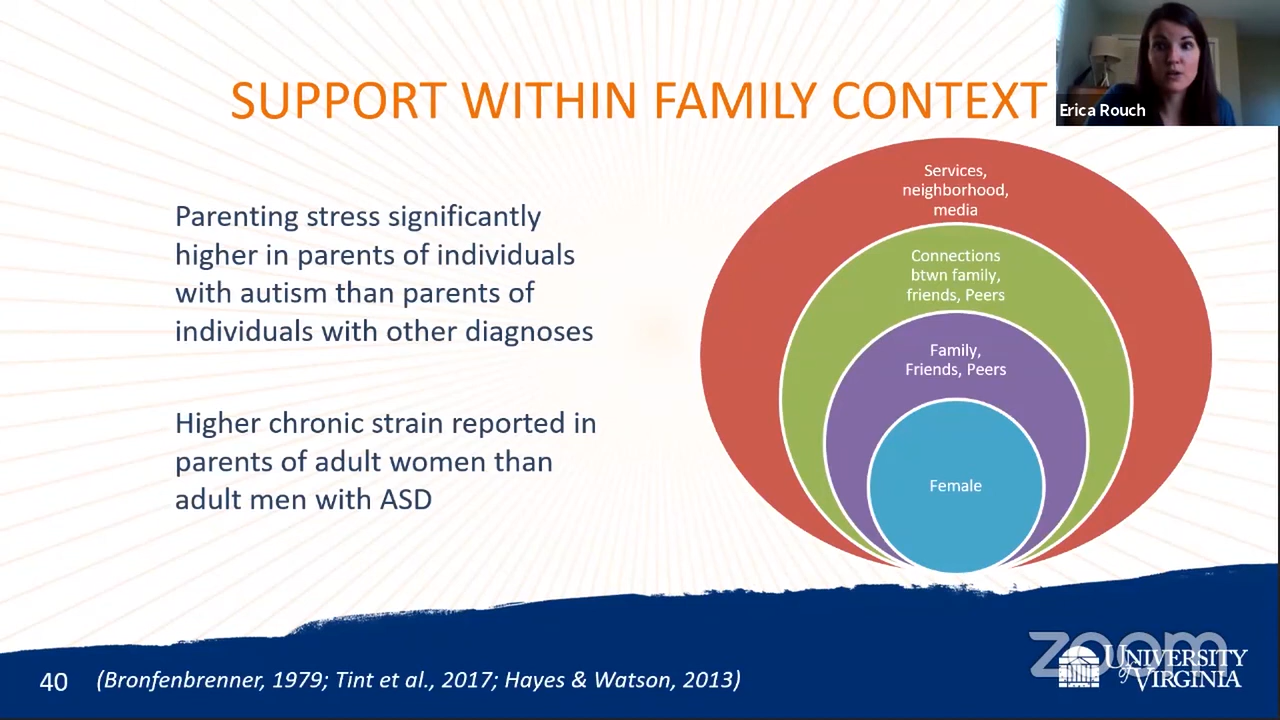 SUPPORT WITHIN FAMILY CONTEXT
Erica Rouch
Parenting stress significantly
higher in parents of individuals
with autism than parents of
individuals with other diagnoses
Higher chronic strain reported in
parents of adult women than
adult men with ASD
Services,
neighborhood,
media
Connections
btwn family,
friends, Peers
Family,
Friends, Peers
Female
40
(Bronfenbrenner, 1979; Tint et al., 2017; Hayes & Watson, 2013)
zoom
UNIVERSITY
of VIRGINIA